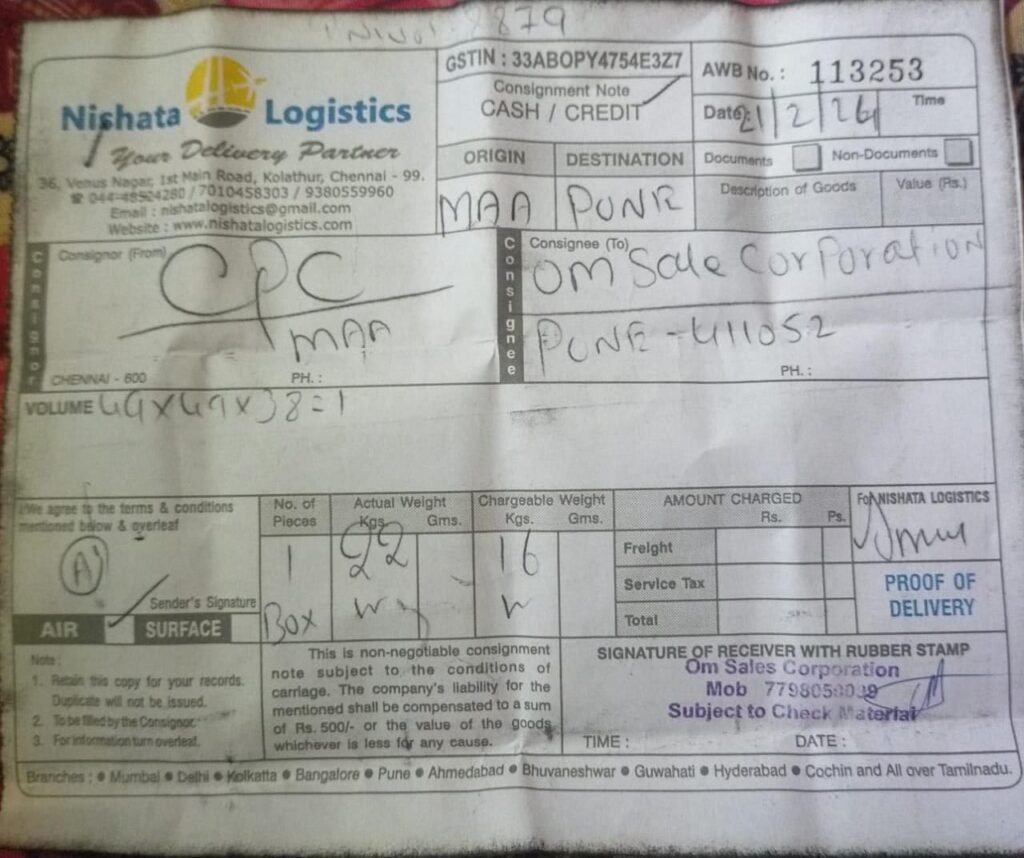 8879
Nishata Logistics
Your Delivery Partner
36, Venus Nagar, 1st Main Road, Kolathur, Chennai - 99.
☎ 044-48524280 / 7010458303 / 9380559960
Email : nishatalogistics@gmail.com
Website : www.nishatalogistics.com
GSTIN : 33ABOPY4754E3Z7
Consignment Note
CASH / CREDIT
AWB No. : 113253
Date: 21/2/26 Time
ORIGIN DESTINATION
MAA PUNE
Documents Non-Documents
Description of Goods Value (Rs.)
Consignor
Consignor (From)
CPC
MAA
CHENNAI - 600 PH. :
Consignee
Consignee (To) OM Sale Corporation
PUNE - 411052
PH. :
VOLUME 49x49x38=1
I/We agree to the terms & conditions
mentioned below & overleaf
A
Sender's Signature
AIR SURFACE
No. of Pieces
1
Box
Actual Weight
Kgs. Gms.
22
Chargeable Weight
Kgs. Gms.
16
AMOUNT CHARGED
Rs. Ps.
Freight
Service Tax
Total
For NISHATA LOGISTICS
PROOF OF
DELIVERY
Note :
1. Retain this copy for your records.
Duplicate will not be issued.
2. To be filled by the Consignor.
3. For information turn overleaf.
This is non-negotiable consignment
note subject to the conditions of
carriage. The company's liability for the
mentioned shall be compensated to a sum
of Rs. 500/- or the value of the goods
whichever is less for any cause.
SIGNATURE OF RECEIVER WITH RUBBER STAMP
Om Sales Corporation
Mob 7798050039
Subject to Check Material
TIME : DATE :
Branches : ● Mumbai ● Delhi ● Kolkatta ● Bangalore ● Pune ● Ahmedabad ● Bhuvaneshwar ● Guwahati ● Hyderabad ● Cochin and All over Tamilnadu.